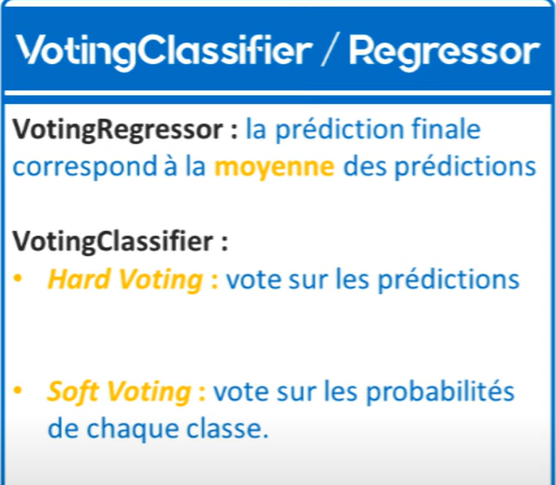 VotingClassifier / Regressor
VotingRegressor : la prédiction finale
correspond à la moyenne des prédictions
VotingClassifier :
• Hard Voting : vote sur les prédictions
• Soft Voting : vote sur les probabilités
de chaque classe.